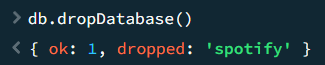 > db.dropDatabase()
< { ok: 1, dropped: 'spotify' }